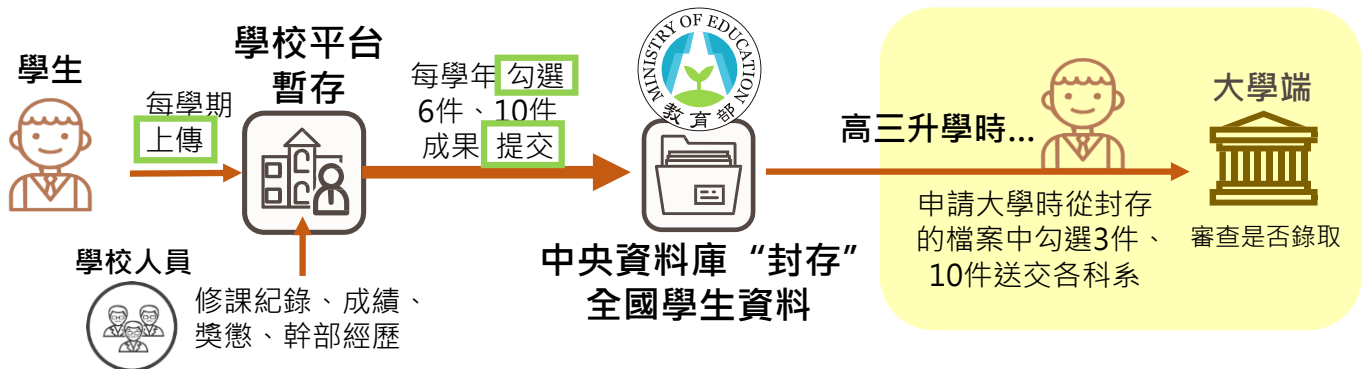 學生
每學期
上傳
學校平台
暫存
學校人員
修課紀錄、成績、
獎懲、幹部經歷
每學年勾選
6件、10件
成果提交
MINISTRY OF EDUCATION
教育部
中央資料庫“封存”
全國學生資料
高三升學時...
申請大學時從封存
的檔案中勾選3件、
10件送交各科系
大學端
審查是否錄取